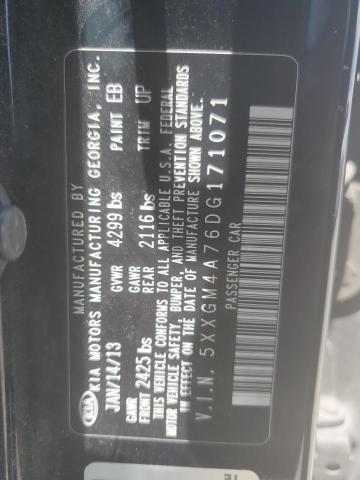 MANUFACTURED BY
KIA KIA MOTORS MANUFACTURING GEORGIA, INC.
JAN/14/13 GVWR 4299 lbs PAINT EB
GAWR GAWR
FRONT 2425 lbs REAR 2116 lbs TRIM UP
THIS VEHICLE CONFORMS TO ALL APPLICABLE U.S.A. FEDERAL
MOTOR VEHICLE SAFETY, BUMPER, AND THEFT PREVENTION STANDARDS
IN EFFECT ON THE DATE OF MANUFACTURE SHOWN ABOVE.
V.I.N. 5XXGM4A76DG171071
PASSENGER CAR